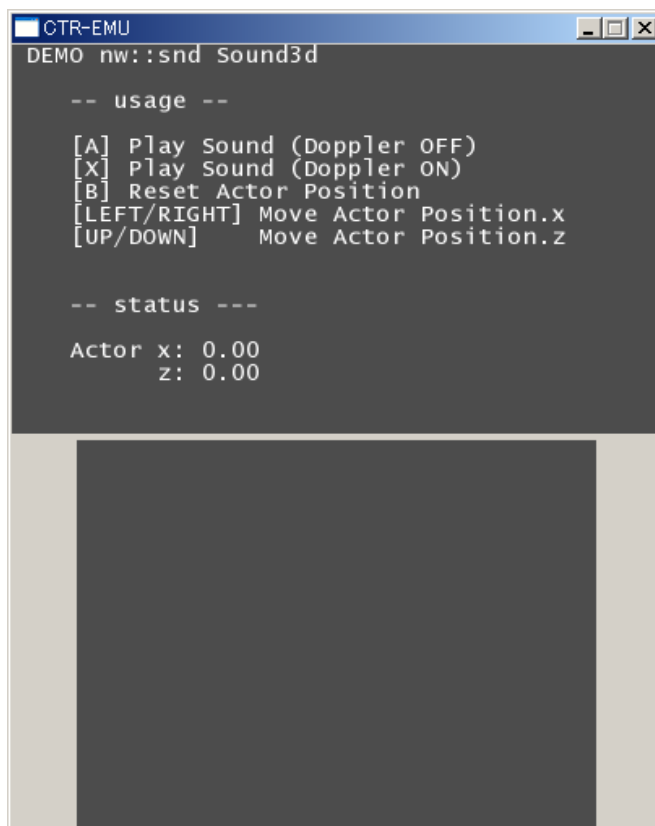 CTR-EMU
DEMO nw::snd Sound3d
-- usage --
[A] Play Sound (Doppler OFF)
[X] Play Sound (Doppler ON)
[B] Reset Actor Position
[LEFT/RIGHT] Move Actor Position.x
[UP/DOWN] Move Actor Position.z
-- status ---
Actor x: 0.00
z: 0.00